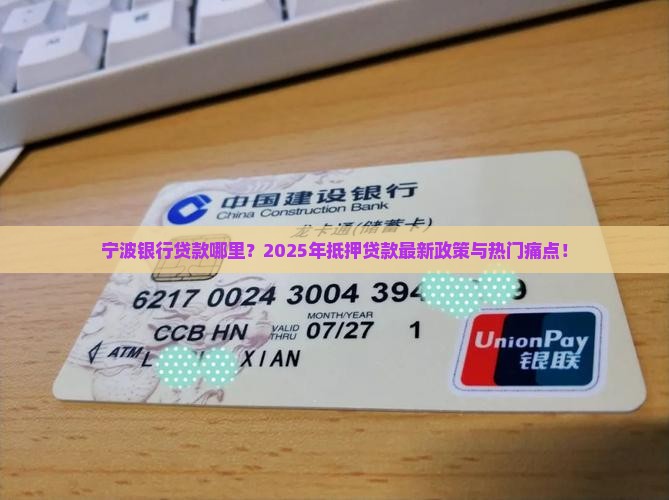 中国建设银行
China Construction Bank
龙卡通(储蓄卡)
宁波银行贷款哪里？2025年抵押贷款最新政策与热门痛点！
6217 0024 3004 394 9
MONTH/YEAR
CCB HN VALID THRU 07/27 1
ATM L XIAN
UnionPay
银联